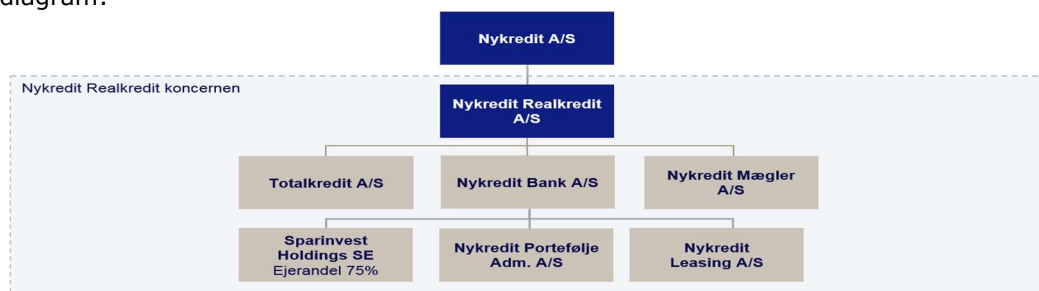 diagram:
Nykredit A/S
Nykredit Realkredit koncernen
Nykredit Realkredit
A/S
Totalkredit A/S
Nykredit Bank A/S
Nykredit Mægler
A/S
Sparinvest
Holdings SE
Ejerandel 75%
Nykredit Portefølje
Adm. A/S
Nykredit
Leasing A/S